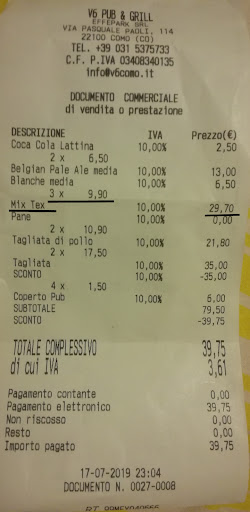 V6 PUB & GRILL
EFFEPARK SRL
VIA PASQUALE PAOLI, 114
22100 COMO (CO)
TEL. +39 031 5375733
C.F. P.IVA 03408340135
info@v6como.it
DOCUMENTO COMMERCIALE
di vendita o prestazione
DESCRIZIONE IVA Prezzo(€)
Coca Cola Lattina 10,00% 2,50
2 x 6,50
Belgian Pale Ale media 10,00% 13,00
Blanche media 10,00% 6,50
3 x 9,90
Mix Tex 10,00% 29,70
Pane 10,00% 0,00
2 x 10,90
Tagliata di pollo 10,00% 21,80
2 x 17,50
Tagliata 10,00% 35,00
SCONTO 10,00% -35,00
4 x 1,50
Coperto Pub 10,00% 6,00
SUBTOTALE 79,50
SCONTO -39,75
TOTALE COMPLESSIVO 39,75
di cui IVA 3,61
Pagamento contante 0,00
Pagamento elettronico 39,75
Non riscosso 0,00
Resto 0,00
Importo pagato 39,75
17-07-2019 23:04
DOCUMENTO N. 0027-0008